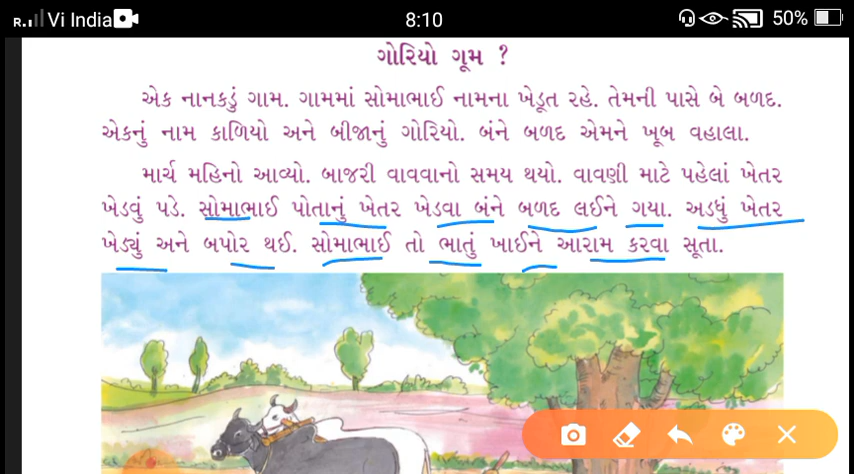 R Vi India 8:10 50%
ગોરિયો ગૂમ ?
એક નાનકડું ગામ. ગામમાં સોમાભાઈ નામના ખેડૂત રહે. તેમની પાસે બે બળદ.
એકનું નામ કાળિયો અને બીજાનું ગોરિયો. બંને બળદ એમને ખૂબ વહાલા.
માર્ચ મહિનો આવ્યો. બાજરી વાવવાનો સમય થયો. વાવણી માટે પહેલાં ખેતર
ખેડવું પડે. સોમાભાઈ પોતાનું ખેતર ખેડવા બંને બળદ લઈને ગયા. અડધું ખેતર
ખેડ્યું અને બપોર થઈ. સોમાભાઈ તો ભાતું ખાઈને આરામ કરવા સૂતા.